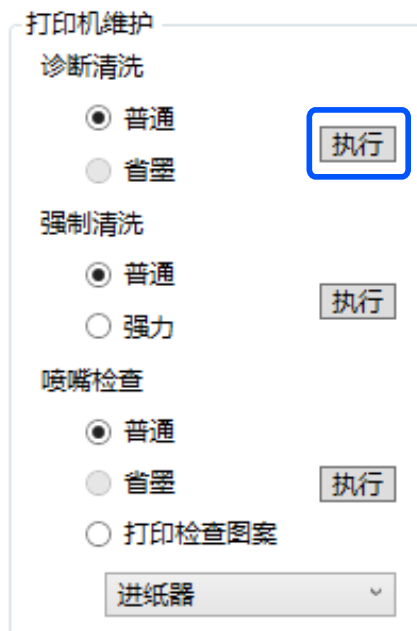 打印机维护
诊断清洗
普通
执行
省墨
强制清洗
普通
执行
强力
喷嘴检查
普通
省墨
执行
打印检查图案
进纸器